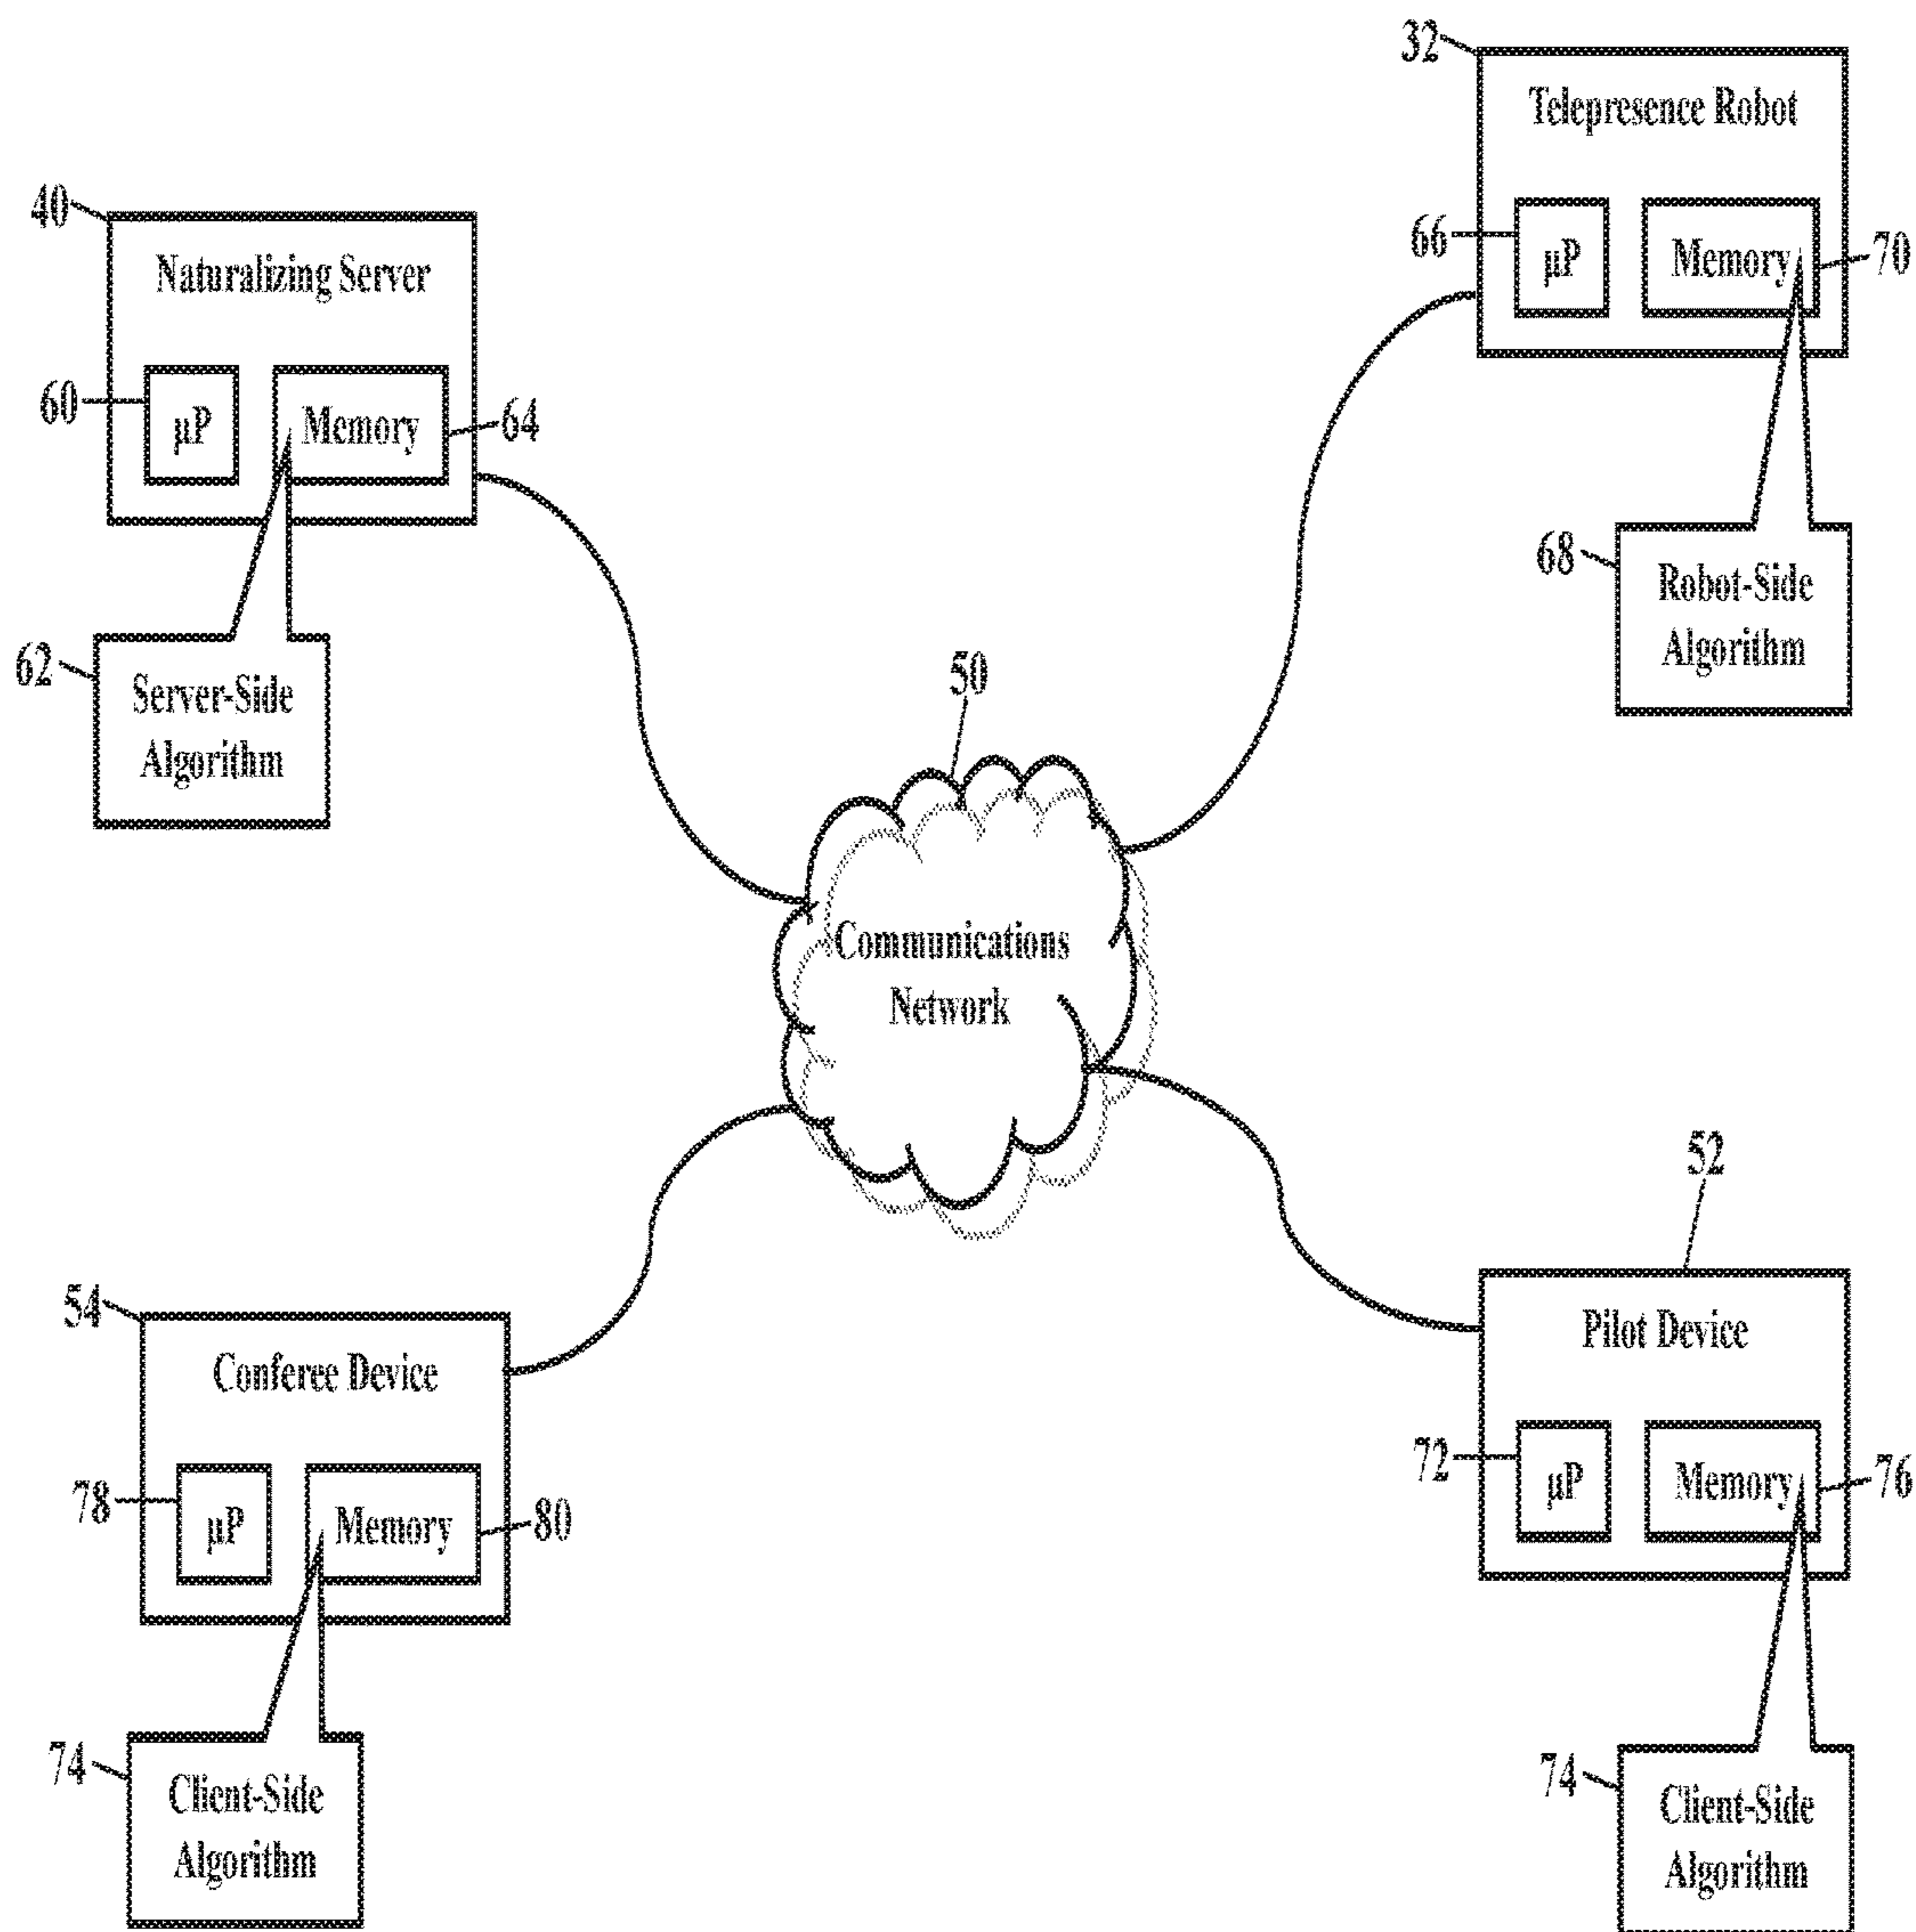 32
Telepresence Robot
66
µP
Memory
70
68
Robot-Side
Algorithm
40
Naturalizing Server
60
µP
Memory
64
62
Server-Side
Algorithm
50
Communications
Network
54
Conferee Device
78
µP
Memory
80
74
Client-Side
Algorithm
52
Pilot Device
72
µP
Memory
76
74
Client-Side
Algorithm